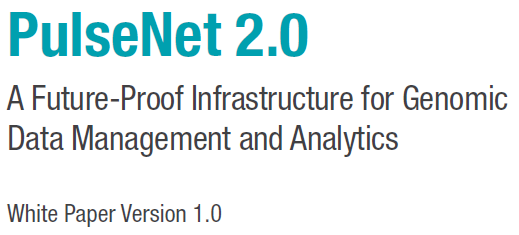 PulseNet 2.0
A Future-Proof Infrastructure for Genomic
Data Management and Analytics
White Paper Version 1.0